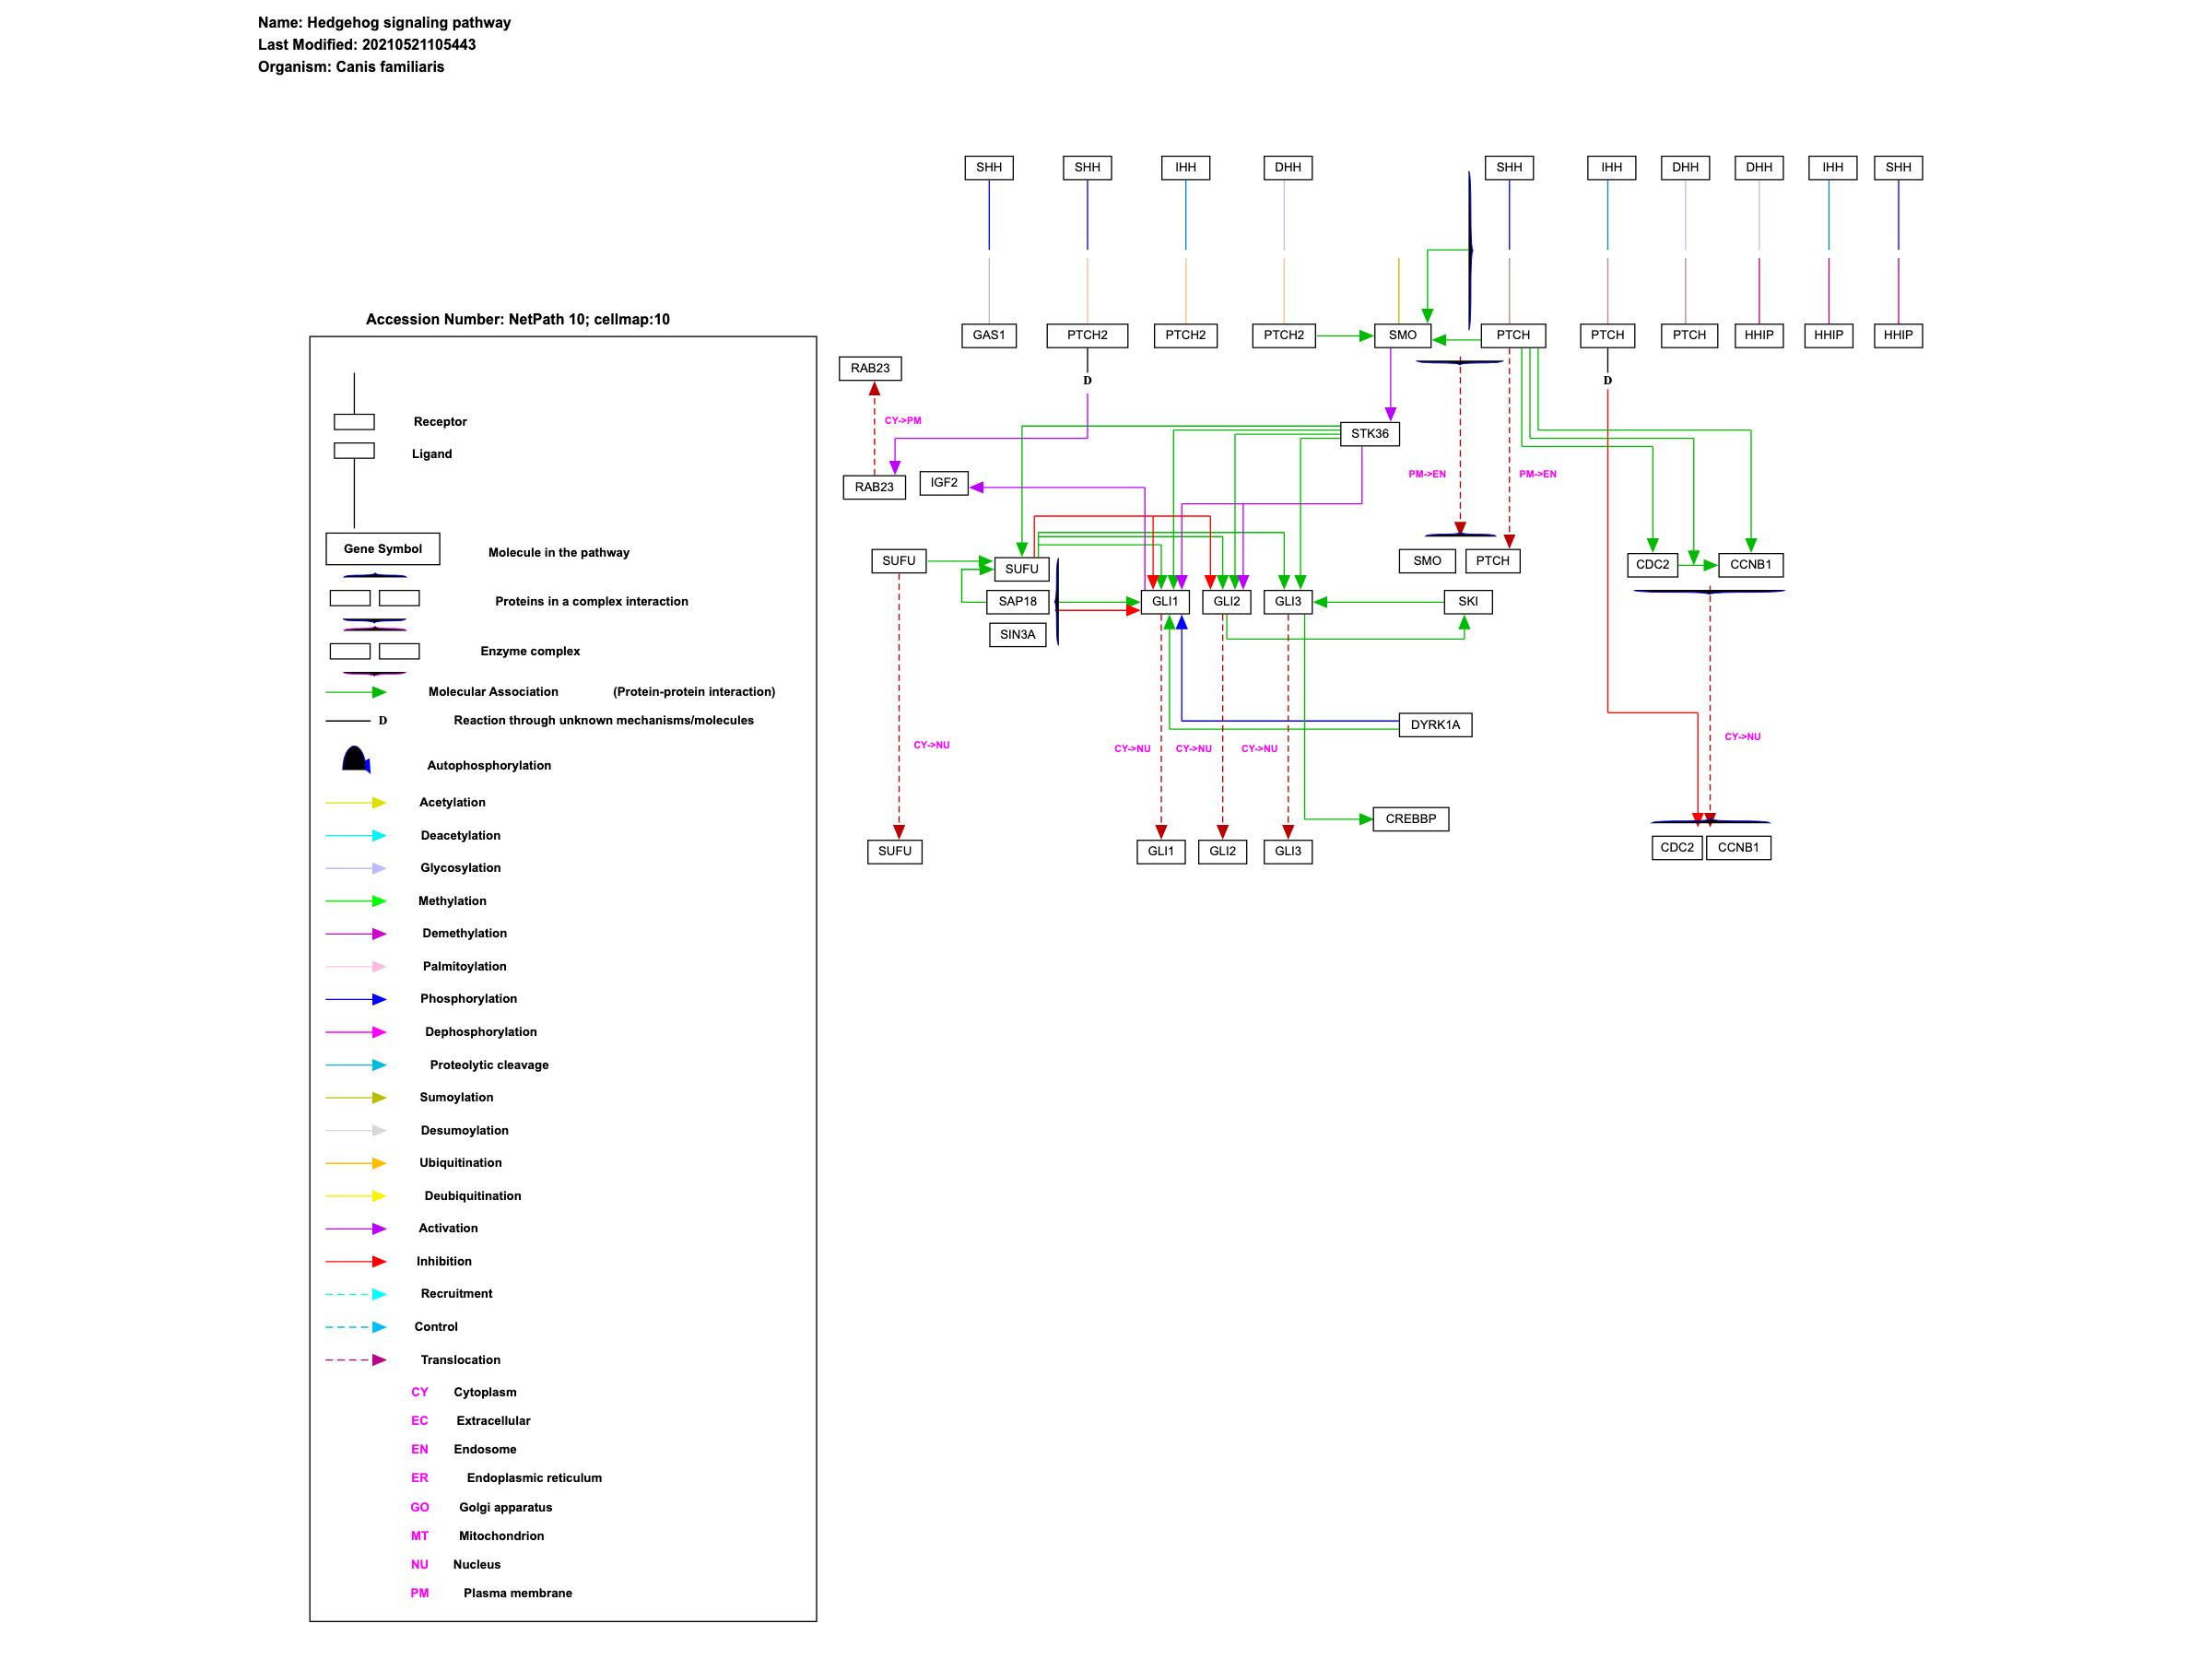 Name: Hedgehog signaling pathway
Last Modified: 20210521105443
Organism: Canis familiaris
SHH SHH IHH DHH SHH IHH DHH DHH IHH SHH
Accession Number: NetPath 10; cellmap:10
GAS1 PTCH2 PTCH2 PTCH2 SMO PTCH PTCH PTCH HHIP HHIP HHIP
RAB23
D D
CY->PM
STK36
PM->EN PM->EN
RAB23 IGF2
SUFU SUFU SMO PTCH CDC2 CCNB1
SAP18 GLI1 GLI2 GLI3 SKI
SIN3A
DYRK1A
CY->NU CY->NU CY->NU CY->NU CY->NU
CREBBP
SUFU GLI1 GLI2 GLI3 CDC2 CCNB1
Receptor
Ligand
Gene Symbol Molecule in the pathway
Proteins in a complex interaction
Enzyme complex
Molecular Association (Protein-protein interaction)
D Reaction through unknown mechanisms/molecules
Autophosphorylation
Acetylation
Deacetylation
Glycosylation
Methylation
Demethylation
Palmitoylation
Phosphorylation
Dephosphorylation
Proteolytic cleavage
Sumoylation
Desumoylation
Ubiquitination
Deubiquitination
Activation
Inhibition
Recruitment
Control
Translocation
CY Cytoplasm
EC Extracellular
EN Endosome
ER Endoplasmic reticulum
GO Golgi apparatus
MT Mitochondrion
NU Nucleus
PM Plasma membrane